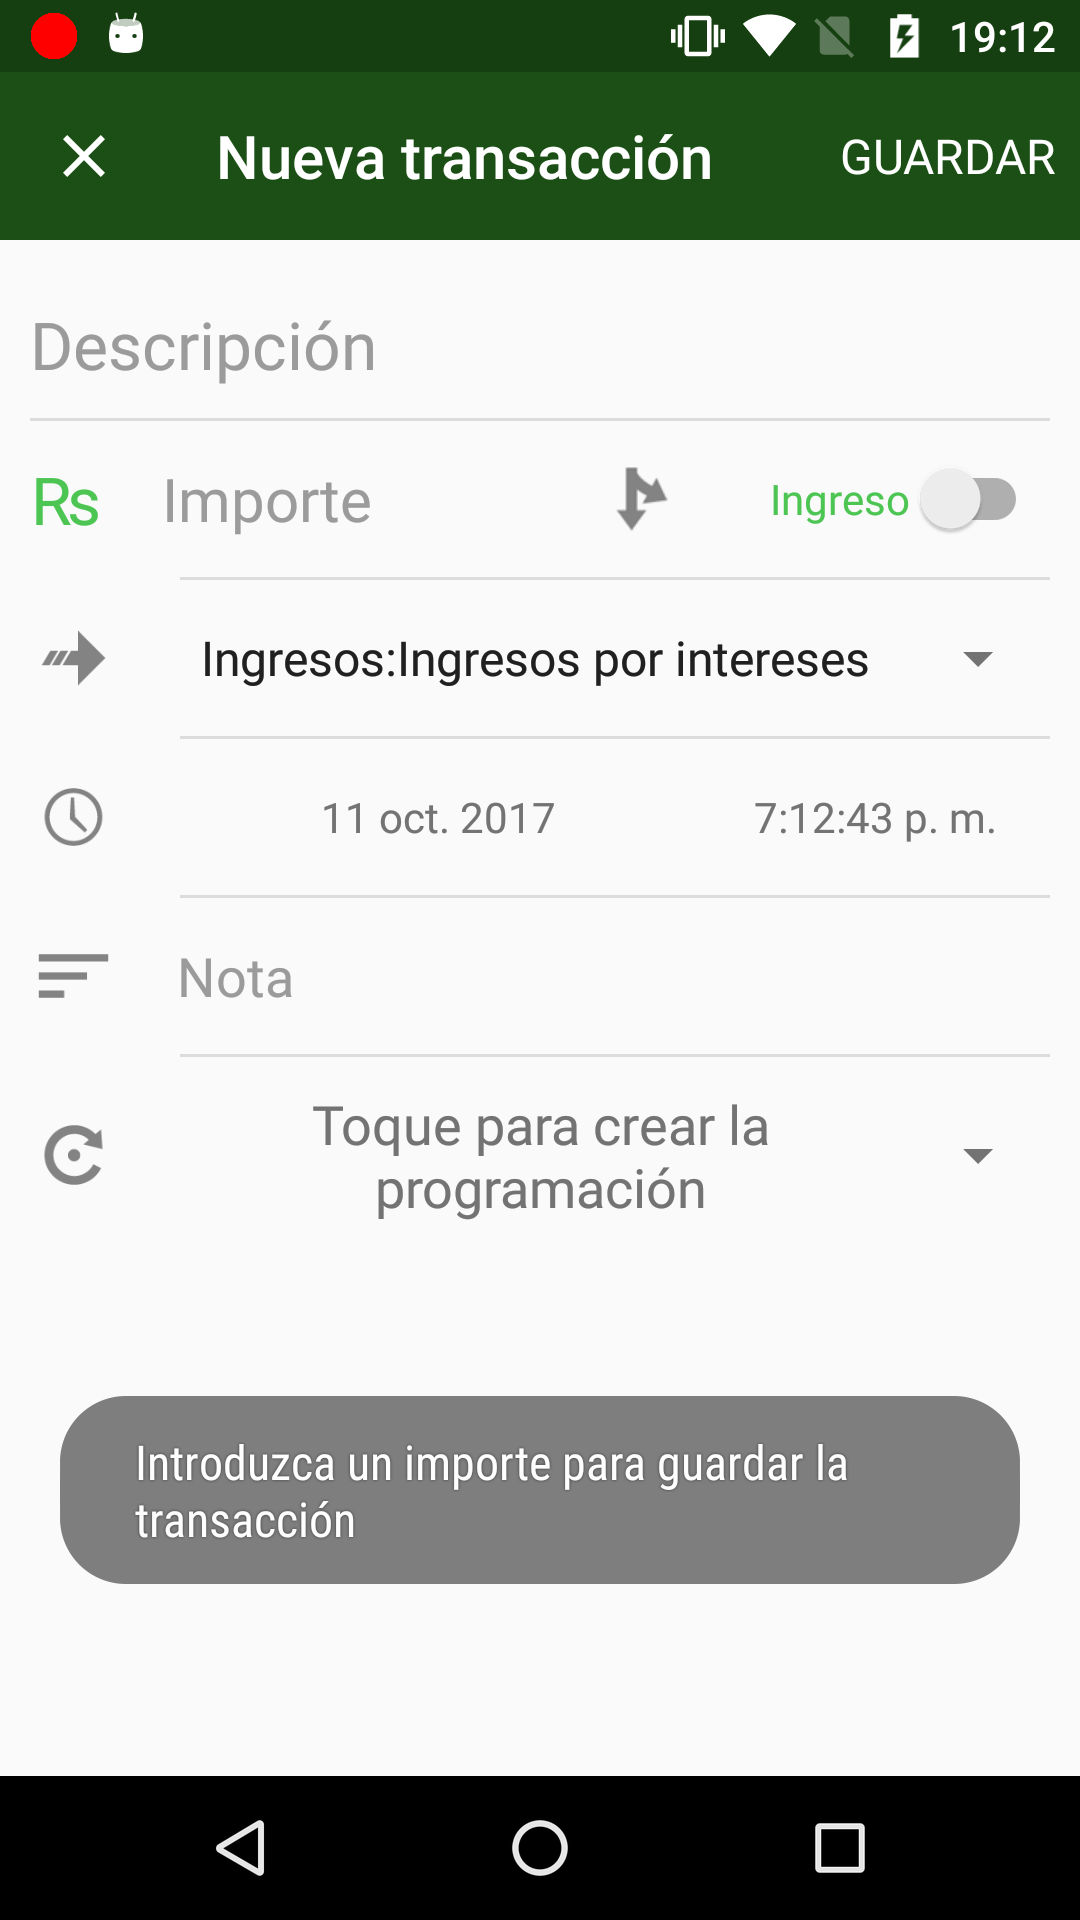 19:12
Nueva transacción GUARDAR
Descripción
Rs Importe Ingreso
Ingresos:Ingresos por intereses
11 oct. 2017 7:12:43 p. m.
Nota
Toque para crear la
programación
Introduzca un importe para guardar la
transacción